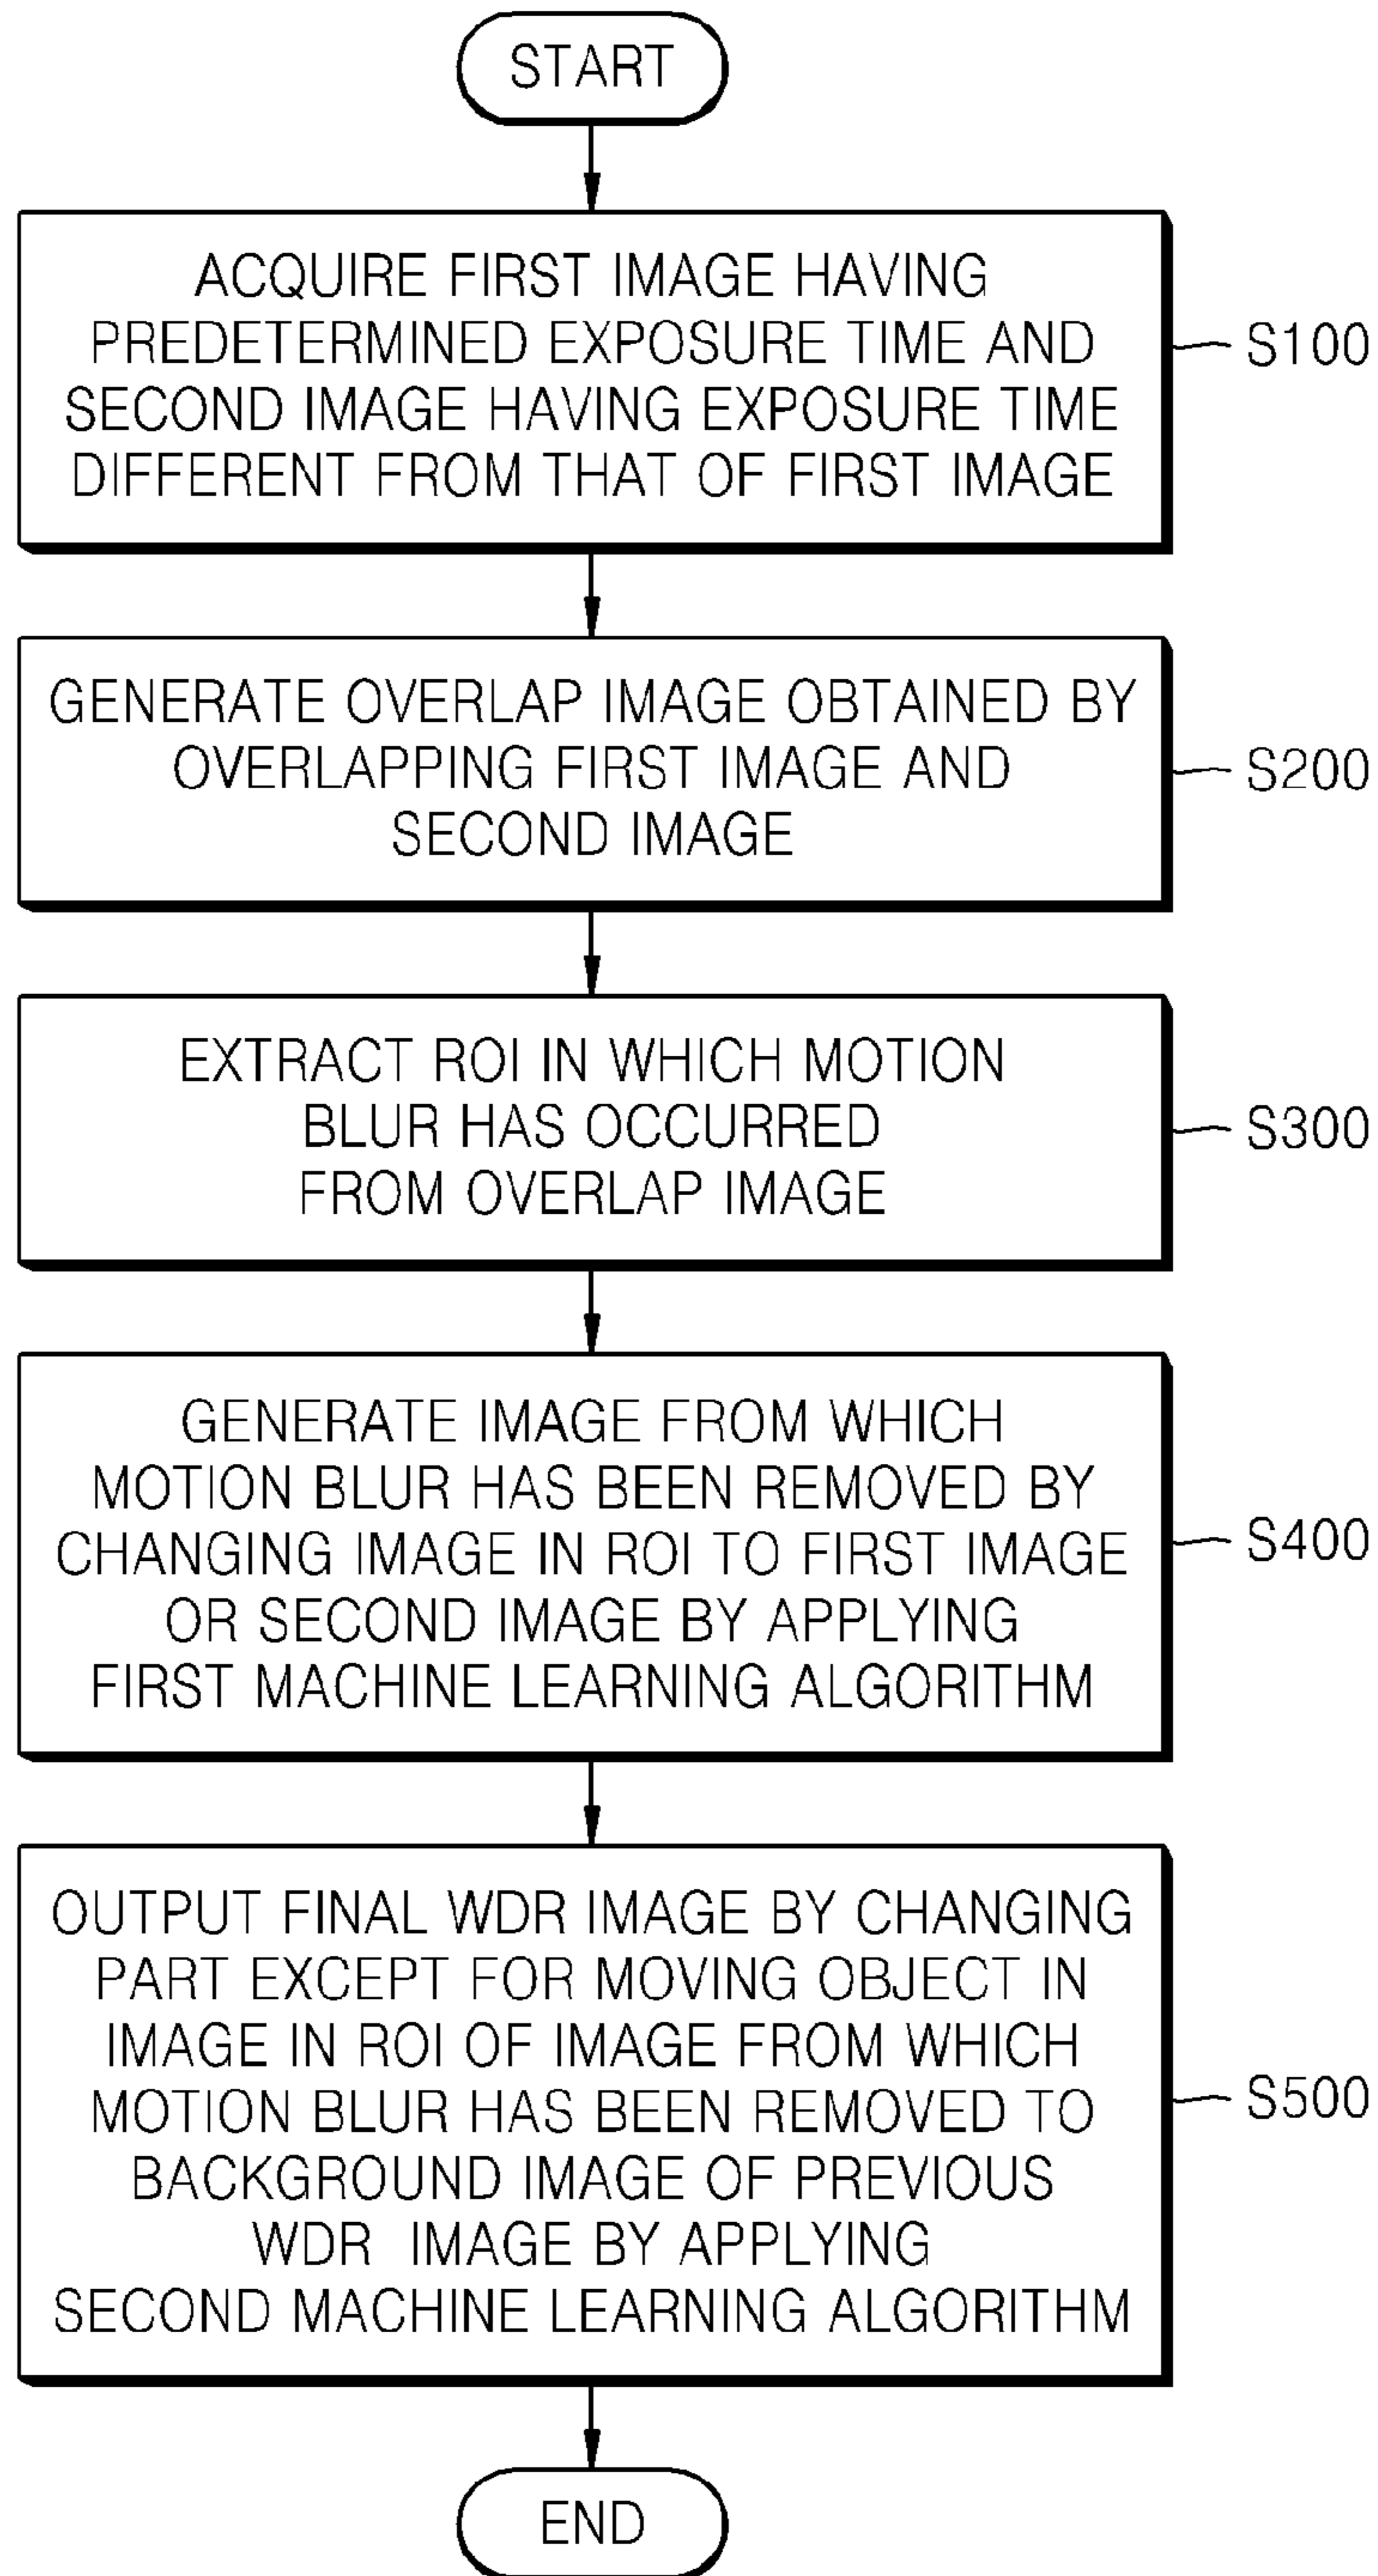 START
ACQUIRE FIRST IMAGE HAVING
PREDETERMINED EXPOSURE TIME AND
SECOND IMAGE HAVING EXPOSURE TIME
DIFFERENT FROM THAT OF FIRST IMAGE
S100
GENERATE OVERLAP IMAGE OBTAINED BY
OVERLAPPING FIRST IMAGE AND
SECOND IMAGE
S200
EXTRACT ROI IN WHICH MOTION
BLUR HAS OCCURRED
FROM OVERLAP IMAGE
S300
GENERATE IMAGE FROM WHICH
MOTION BLUR HAS BEEN REMOVED BY
CHANGING IMAGE IN ROI TO FIRST IMAGE
OR SECOND IMAGE BY APPLYING
FIRST MACHINE LEARNING ALGORITHM
S400
OUTPUT FINAL WDR IMAGE BY CHANGING
PART EXCEPT FOR MOVING OBJECT IN
IMAGE IN ROI OF IMAGE FROM WHICH
MOTION BLUR HAS BEEN REMOVED TO
BACKGROUND IMAGE OF PREVIOUS
WDR IMAGE BY APPLYING
SECOND MACHINE LEARNING ALGORITHM
S500
END